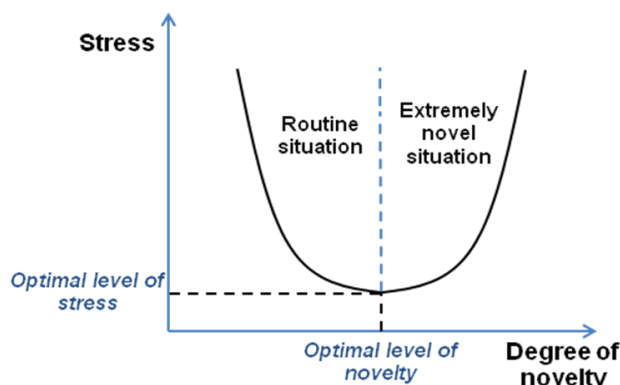 Stress
Routine
situation
Extremely
novel
situation
Optimal level of
stress
Optimal level of
novelty
Degree of
novelty